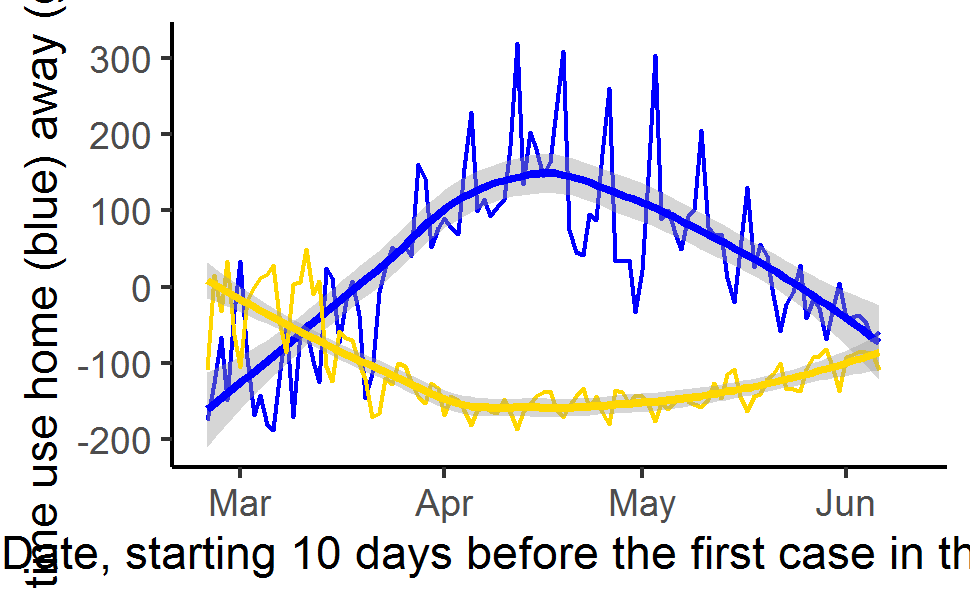 time use home (blue) away (
300
200
100
0
-100
-200
Mar Apr May Jun
Date, starting 10 days before the first case in th